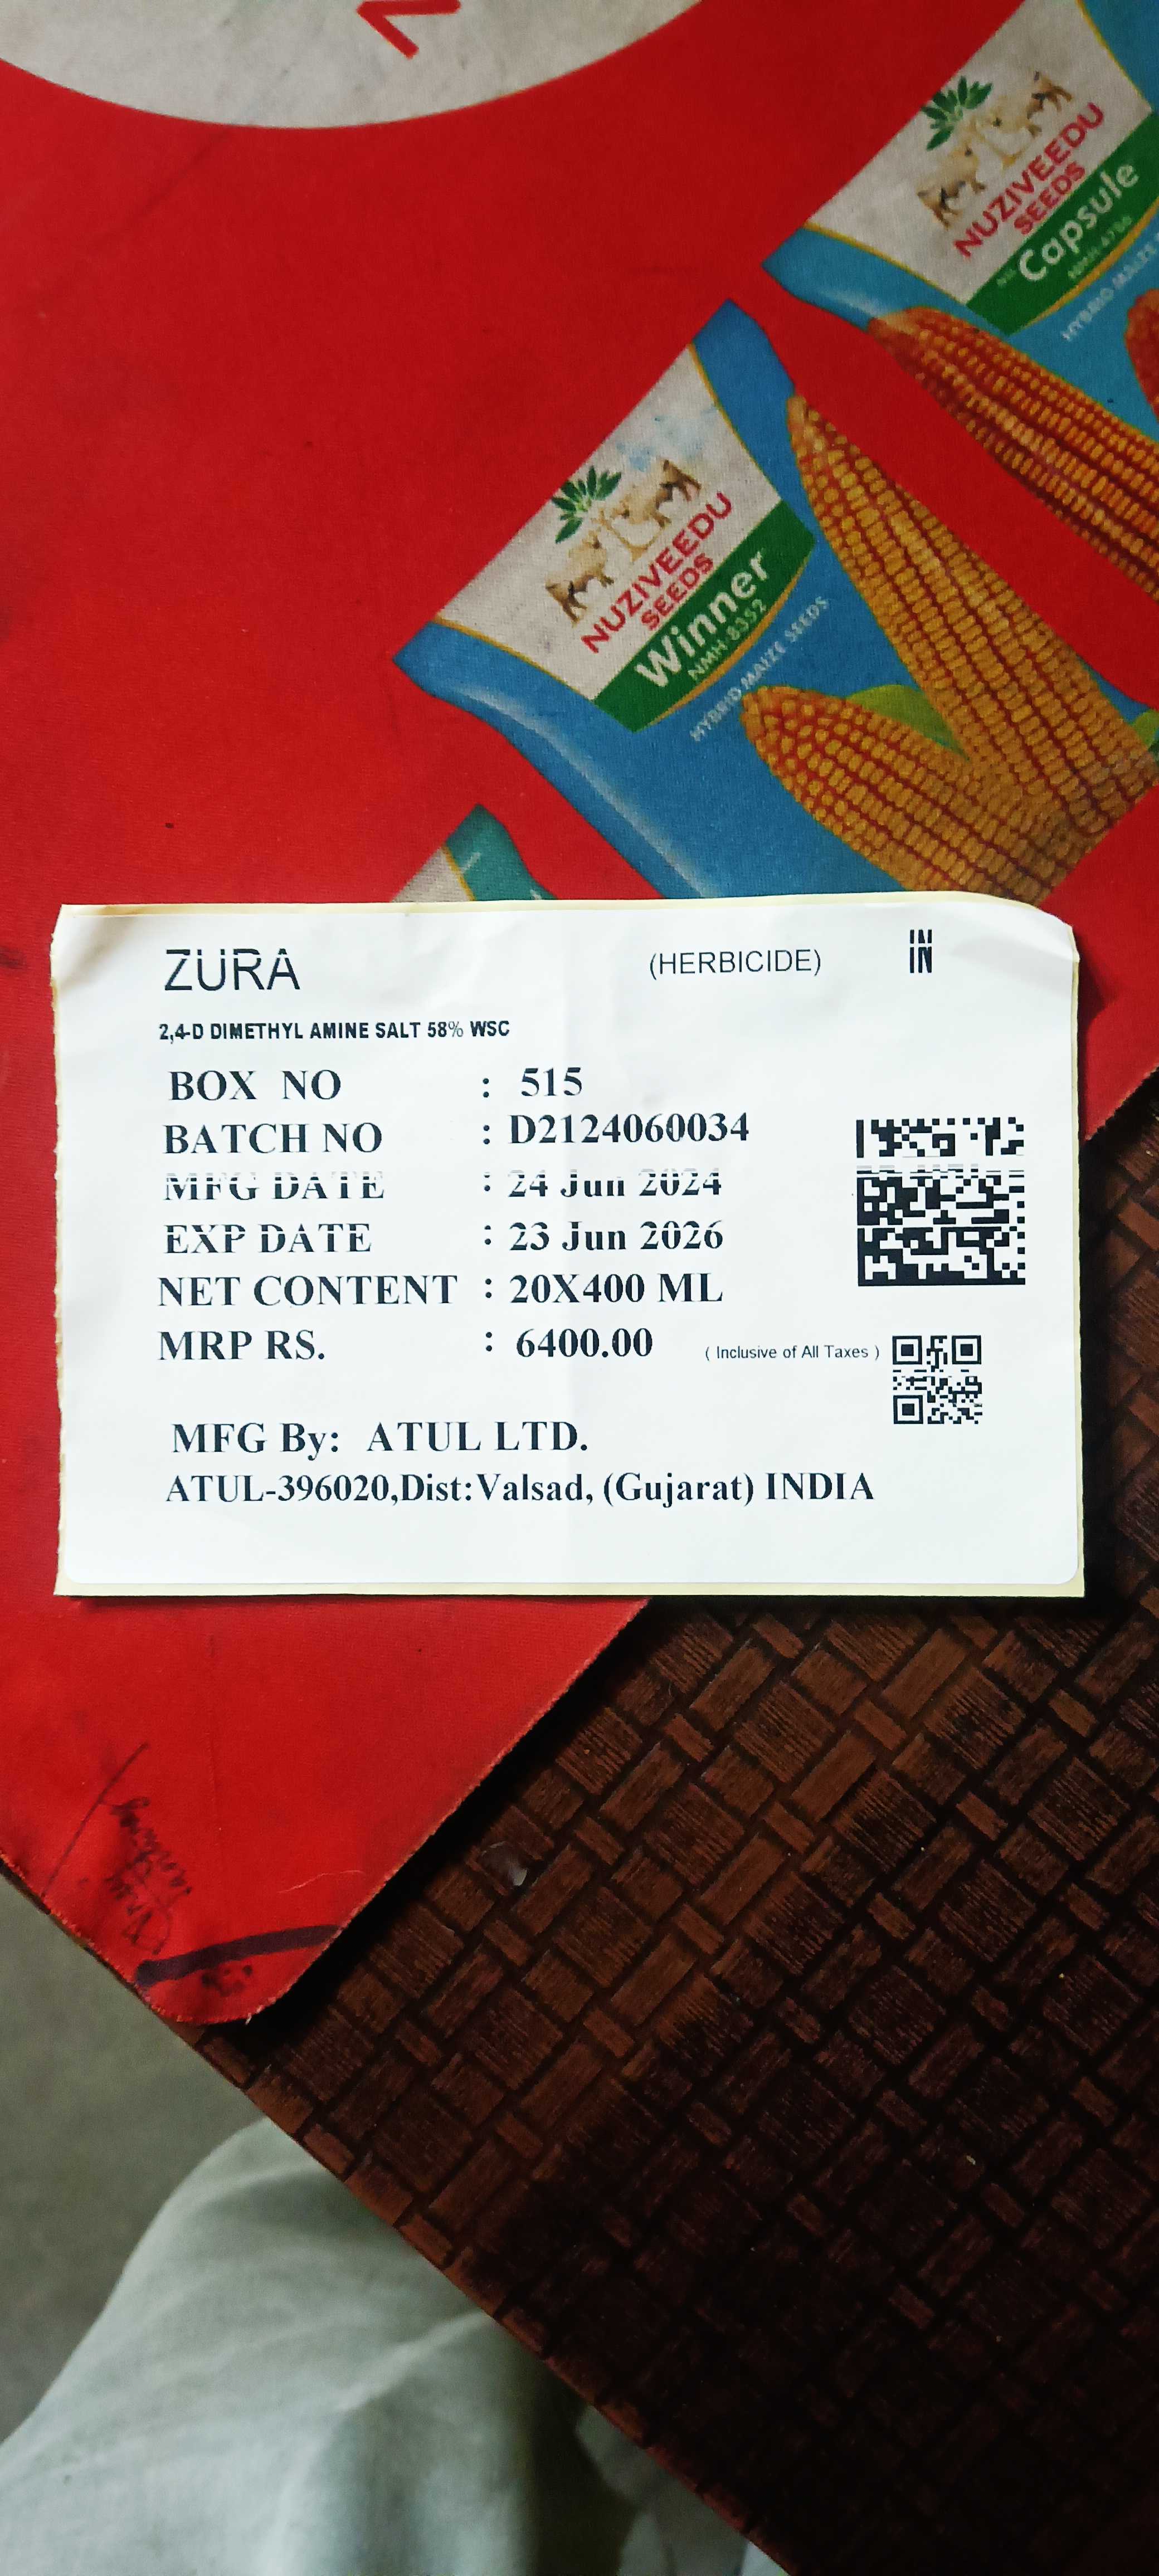 NUZIVEEDU
SEEDS
Capsule
HYBRID MAIZE
NUZIVEEDU
SEEDS
Winner
NMH-8352
HYBRID MAIZE SEEDS
ZURA (HERBICIDE) IN
2,4-D DIMETHYL AMINE SALT 58% WSC
BOX NO : 515
BATCH NO : D2124060034
MFG DATE : 24 Jun 2024
EXP DATE : 23 Jun 2026
NET CONTENT : 20X400 ML
MRP RS. : 6400.00 ( Inclusive of All Taxes )
MFG By: ATUL LTD.
ATUL-396020,Dist:Valsad, (Gujarat) INDIA